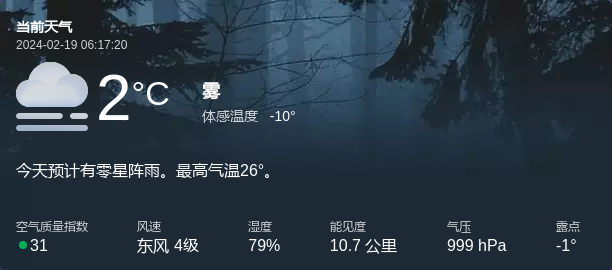 当前天气
2024-02-19 06:17:20
2°C
雾
体感温度 -10°
今天预计有零星阵雨。最高气温26°。
空气质量指数 风速 湿度 能见度 气压 露点
31 东风 4级 79% 10.7 公里 999 hPa -1°